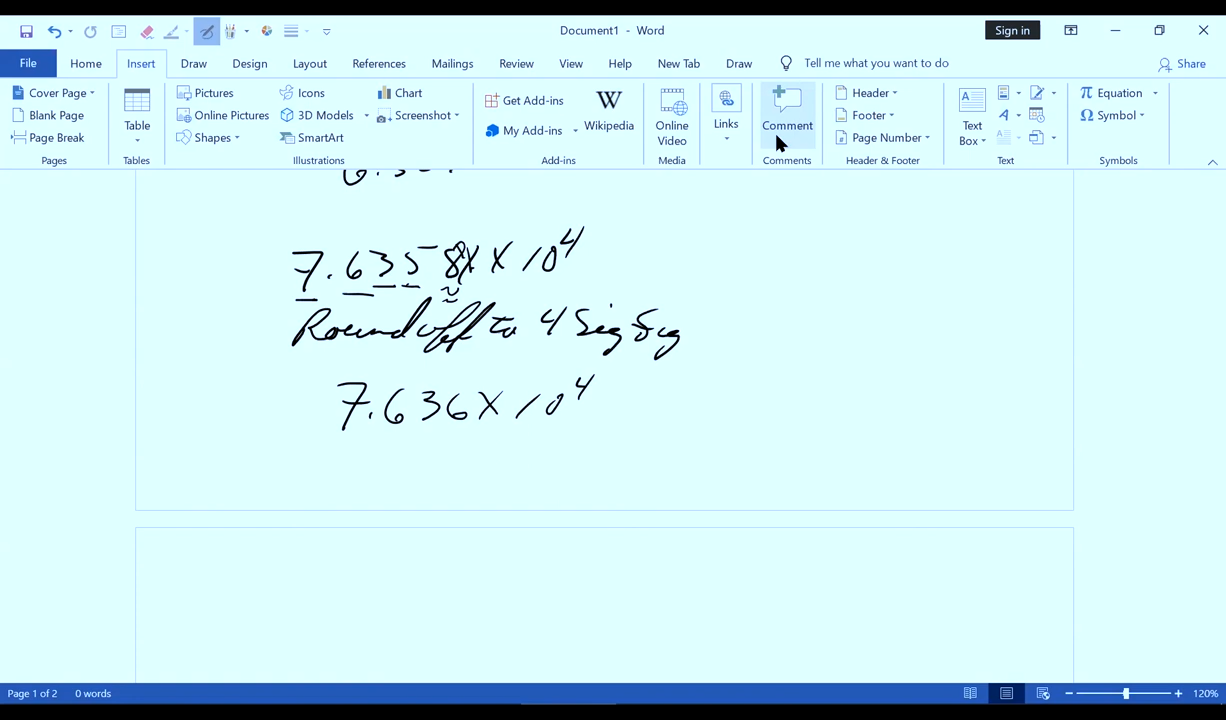 Document1 - Word
Sign in
File
Home
Insert
Draw
Design
Layout
References
Mailings
Review
View
Help
New Tab
Draw
Tell me what you want to do
Share
Cover Page
Blank Page
Page Break
Pages
Table
Tables
Pictures
Online Pictures
Shapes
Icons
3D Models
SmartArt
Chart
Screenshot
Illustrations
Get Add-ins
My Add-ins
W
Wikipedia
Add-ins
Online Video
Media
Links
Comment
Comments
Header
Footer
Page Number
Header & Footer
Text Box
Text
π Equation
Ω Symbol
Symbols
7.6358 X 10⁴
Round off to 4 Sig Fig
7.636 X 10⁴
Page 1 of 2
0 words
120%